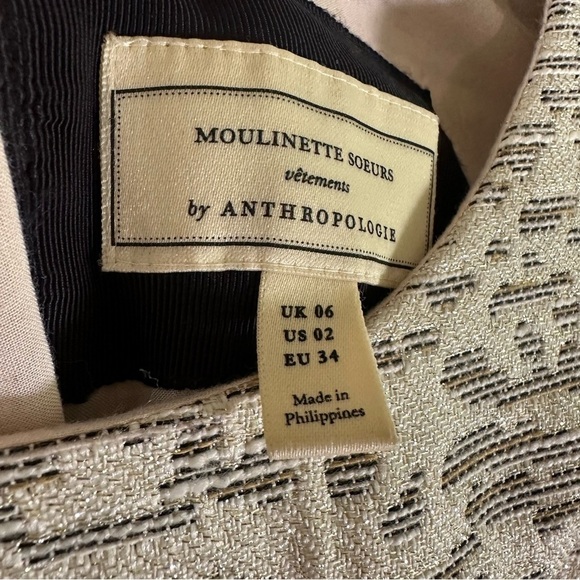 MOULINETTE SOEURS
vêtements
by ANTHROPOLOGIE
UK 06
US 02
EU 34
Made in
Philippines